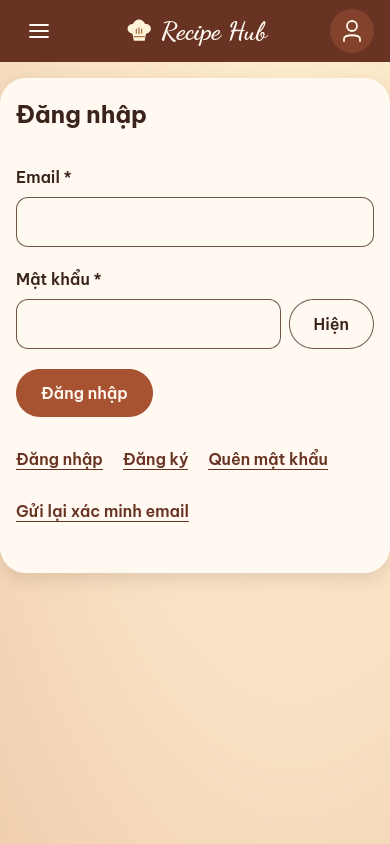 Recipe Hub
Đăng nhập
Email *
Mật khẩu *
Hiện
Đăng nhập
Đăng nhập Đăng ký Quên mật khẩu
Gửi lại xác minh email